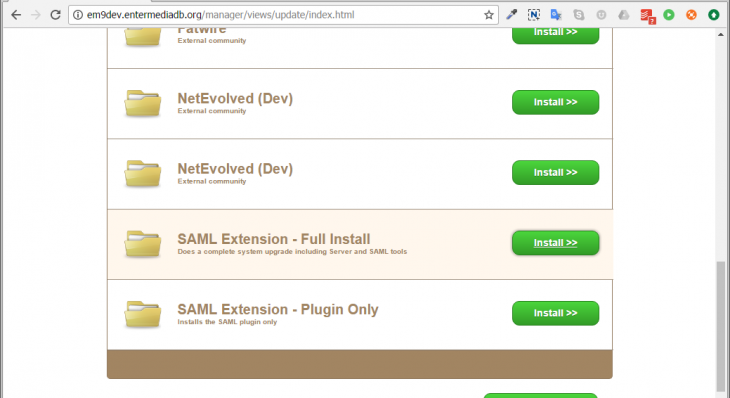 em9dev.entermediadb.org/manager/views/update/index.html
Fatwire
External community
Install >>
NetEvolved (Dev)
External community
Install >>
NetEvolved (Dev)
External community
Install >>
SAML Extension - Full Install
Does a complete system upgrade including Server and SAML tools
Install >>
SAML Extension - Plugin Only
Installs the SAML plugin only
Install >>